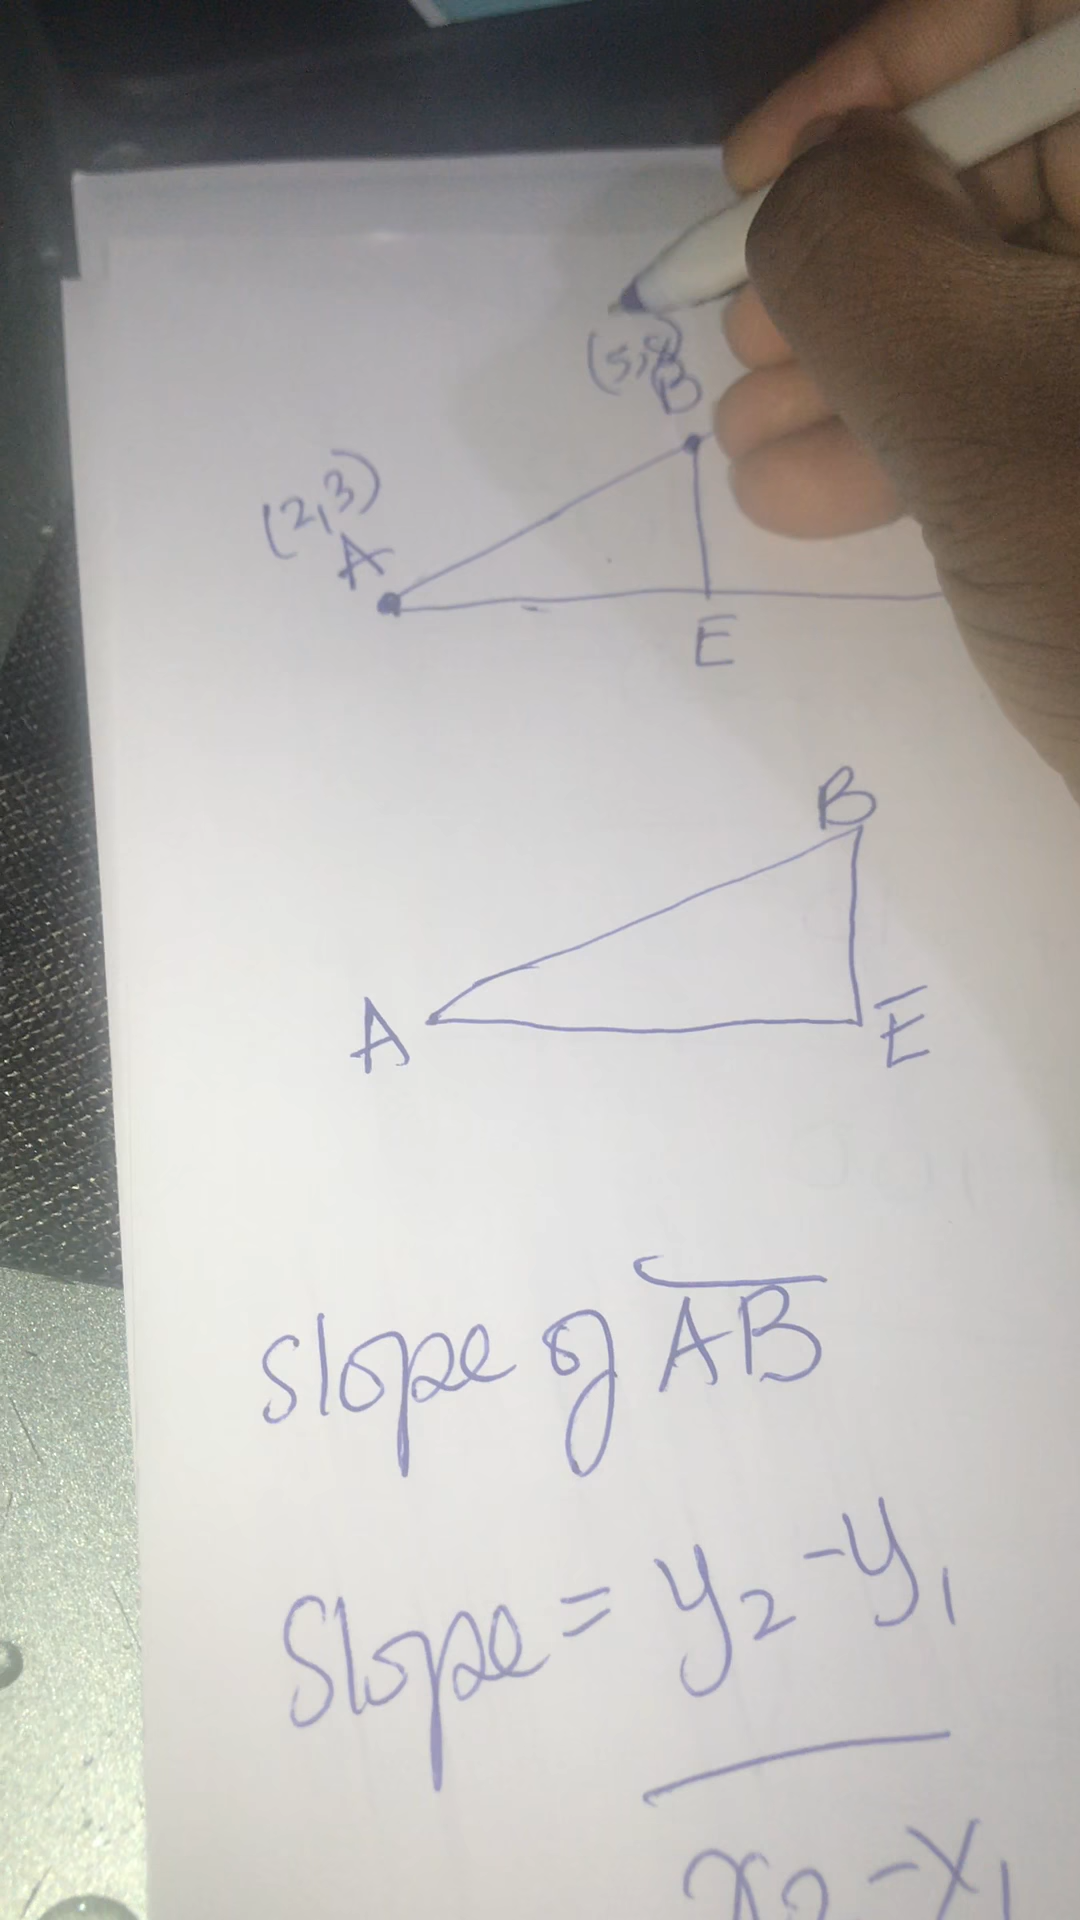 (5,8)
B
(2,3)
A
E
B
A
E
Slope of AB
Slope = y₂ - y₁
x₂ - x₁